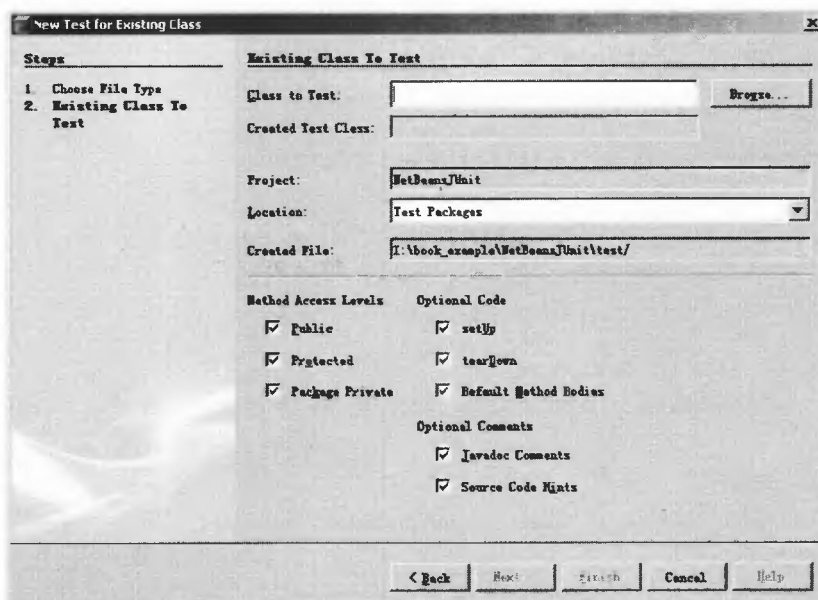 New Test for Existing Class
Steps
1. Choose File Type
2. Existing Class To Test
Existing Class To Test
Class to Test:
Browse...
Created Test Class:
Project:
NetBeansJUnit
Location:
Test Packages
Created File:
I:\book_example\NetBeansJUnit\test/
Method Access Levels
Optional Code
Public
setUp
Protected
tearDown
Package Private
Default Method Bodies
Optional Comments
Javadoc Comments
Source Code Hints
< Back
Next
Finish
Cancel
Help